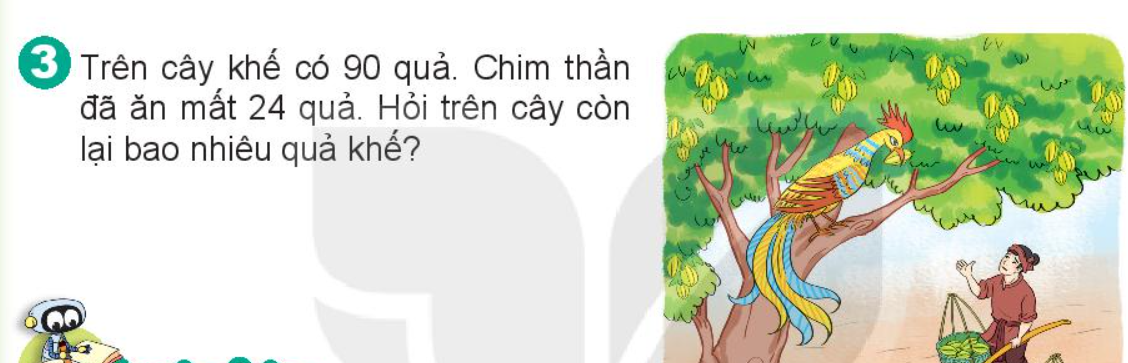 3 Trên cây khế có 90 quả. Chim thần
đã ăn mất 24 quả. Hỏi trên cây còn
lại bao nhiêu quả khế?